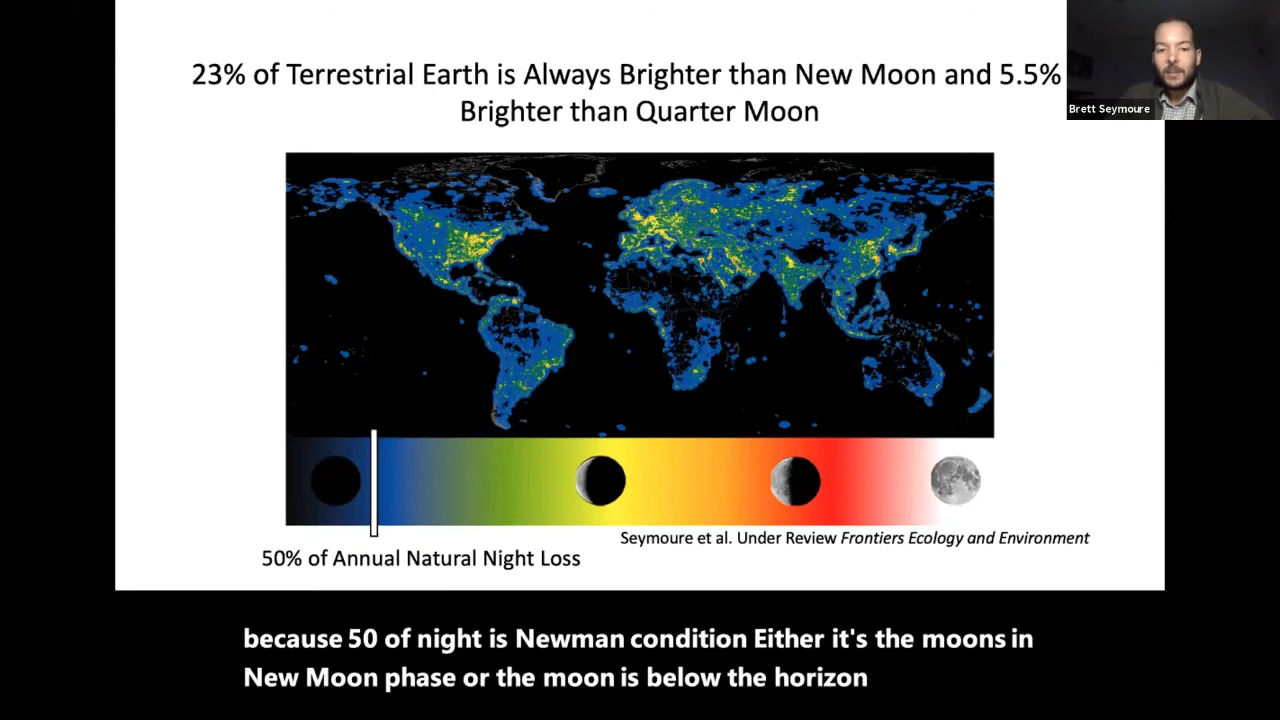 23% of Terrestrial Earth is Always Brighter than New Moon and 5.5%
Brighter than Quarter Moon
Brett Seymoure
Seymoure et al. Under Review Frontiers Ecology and Environment
50% of Annual Natural Night Loss
because 50 of night is Newman condition Either it's the moons in
New Moon phase or the moon is below the horizon